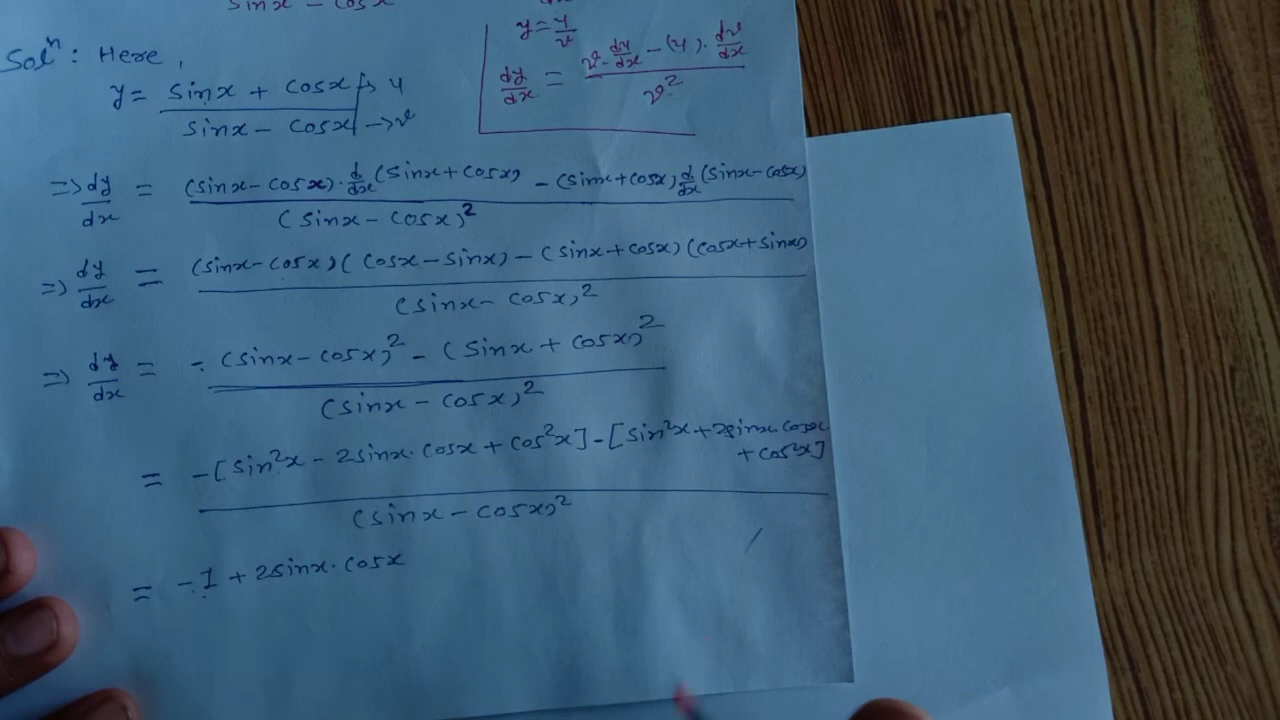 sinx - cosx
Solⁿ : Here,
y = sinx + cosx → u
sinx - cosx → v
y = u/v
dy/dx = v. du/dx - (u). dv/dx
v²
=> dy/dx = (sinx - cosx). d/dx (sinx + cosx) - (sinx + cosx) d/dx (sinx - cosx)
(sinx - cosx)²
=> dy/dx = (sinx - cosx)(cosx - sinx) - (sinx + cosx)(cosx + sinx)
(sinx - cosx)²
=> dy/dx = - (sinx - cosx)² - (sinx + cosx)²
(sinx - cosx)²
= -[sin²x - 2sinx.cosx + cos²x] - [sin²x + 2sinx.cosx
+ cos²x]
(sinx - cosx)²
= -1 + 2sinx.cosx